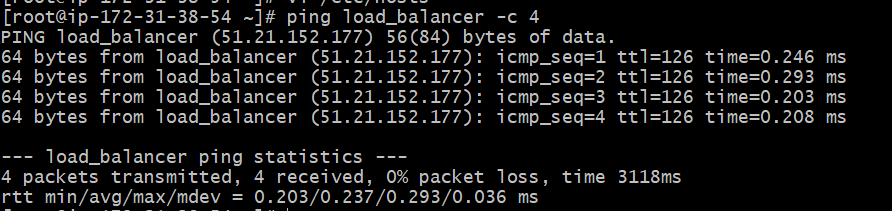 [root@ip-172-31-38-54 ~]# ping load_balancer -c 4
PING load_balancer (51.21.152.177) 56(84) bytes of data.
64 bytes from load_balancer (51.21.152.177): icmp_seq=1 ttl=126 time=0.246 ms
64 bytes from load_balancer (51.21.152.177): icmp_seq=2 ttl=126 time=0.293 ms
64 bytes from load_balancer (51.21.152.177): icmp_seq=3 ttl=126 time=0.203 ms
64 bytes from load_balancer (51.21.152.177): icmp_seq=4 ttl=126 time=0.208 ms
--- load_balancer ping statistics ---
4 packets transmitted, 4 received, 0% packet loss, time 3118ms
rtt min/avg/max/mdev = 0.203/0.237/0.293/0.036 ms